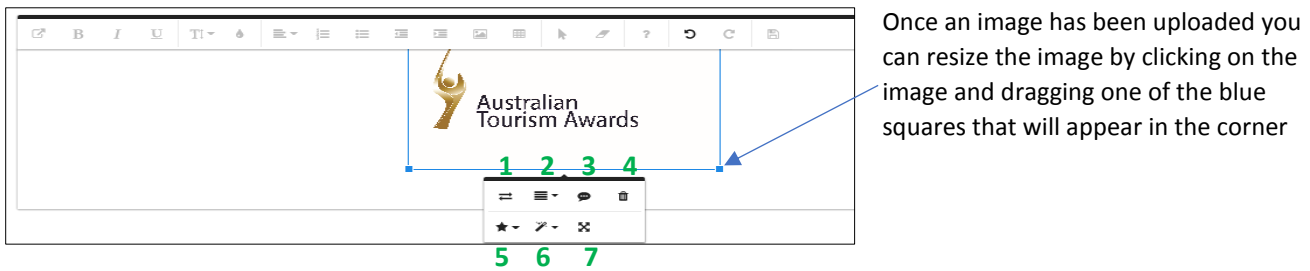 B I U TI ?
Once an image has been uploaded you
can resize the image by clicking on the
image and dragging one of the blue
squares that will appear in the corner
Australian
Tourism Awards
1 2 3 4
5 6 7